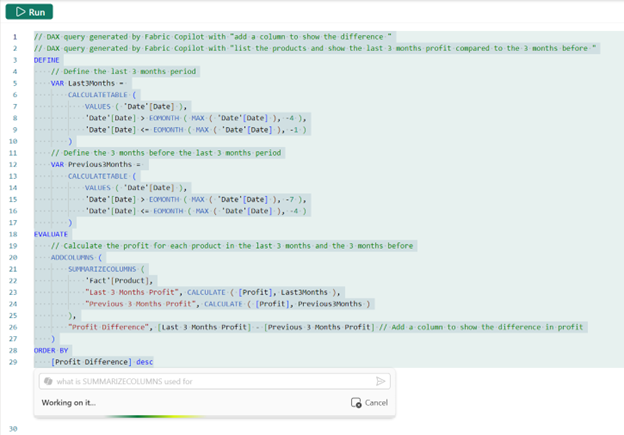 Run
1 // DAX query generated by Fabric Copilot with "add a column to show the difference "
2 // DAX query generated by Fabric Copilot with "list the products and show the last 3 months profit compared to the 3 months before "
3 DEFINE
4 // Define the last 3 months period
5 VAR Last3Months =
6 CALCULATETABLE (
7 VALUES ( 'Date'[Date] ),
8 'Date'[Date] > EOMONTH ( MAX ( 'Date'[Date] ), -4 ),
9 'Date'[Date] <= EOMONTH ( MAX ( 'Date'[Date] ), -1 )
10 )
11 // Define the 3 months before the last 3 months period
12 VAR Previous3Months =
13 CALCULATETABLE (
14 VALUES ( 'Date'[Date] ),
15 'Date'[Date] > EOMONTH ( MAX ( 'Date'[Date] ), -7 ),
16 'Date'[Date] <= EOMONTH ( MAX ( 'Date'[Date] ), -4 )
17 )
18 EVALUATE
19 // Calculate the profit for each product in the last 3 months and the 3 months before
20 ADDCOLUMNS (
21 SUMMARIZECOLUMNS (
22 'Fact'[Product],
23 "Last 3 Months Profit", CALCULATE ( [Profit], Last3Months ),
24 "Previous 3 Months Profit", CALCULATE ( [Profit], Previous3Months )
25 ),
26 "Profit Difference", [Last 3 Months Profit] - [Previous 3 Months Profit] // Add a column to show the difference in profit
27 )
28 ORDER BY
29 [Profit Difference] desc
what is SUMMARIZECOLUMNS used for
Working on it... Cancel
30